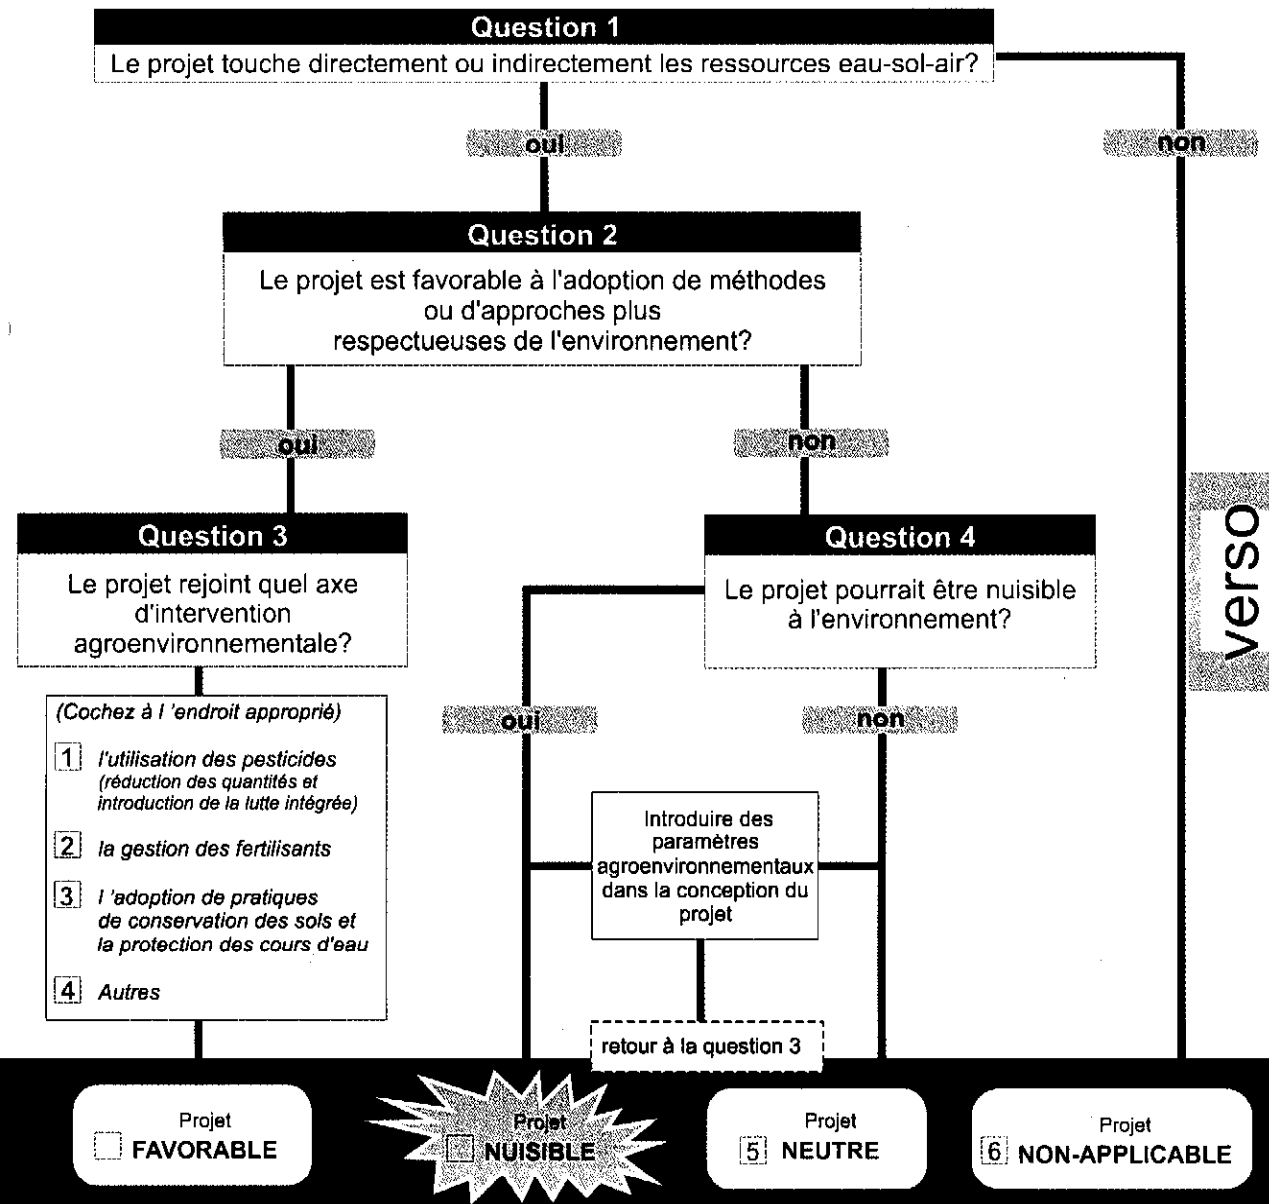 Question 1
Le projet touche directement ou indirectement les ressources eau-sol-air?
oui
non
Question 2
Le projet est favorable à l'adoption de méthodes
ou d'approches plus
respectueuses de l'environnement?
oui
non
Question 3
Le projet rejoint quel axe
d'intervention
agroenvironnementale?
Question 4
Le projet pourrait être nuisible
à l'environnement?
verso
(Cochez à l 'endroit approprié)
1 l'utilisation des pesticides
(réduction des quantités et
introduction de la lutte intégrée)
2 la gestion des fertilisants
3 l 'adoption de pratiques
de conservation des sols et
la protection des cours d'eau
4 Autres
oui
non
Introduire des
paramètres
agroenvironnementaux
dans la conception du
projet
retour à la question 3
Projet
FAVORABLE
Projet
NUISIBLE
Projet
5 NEUTRE
Projet
6 NON-APPLICABLE